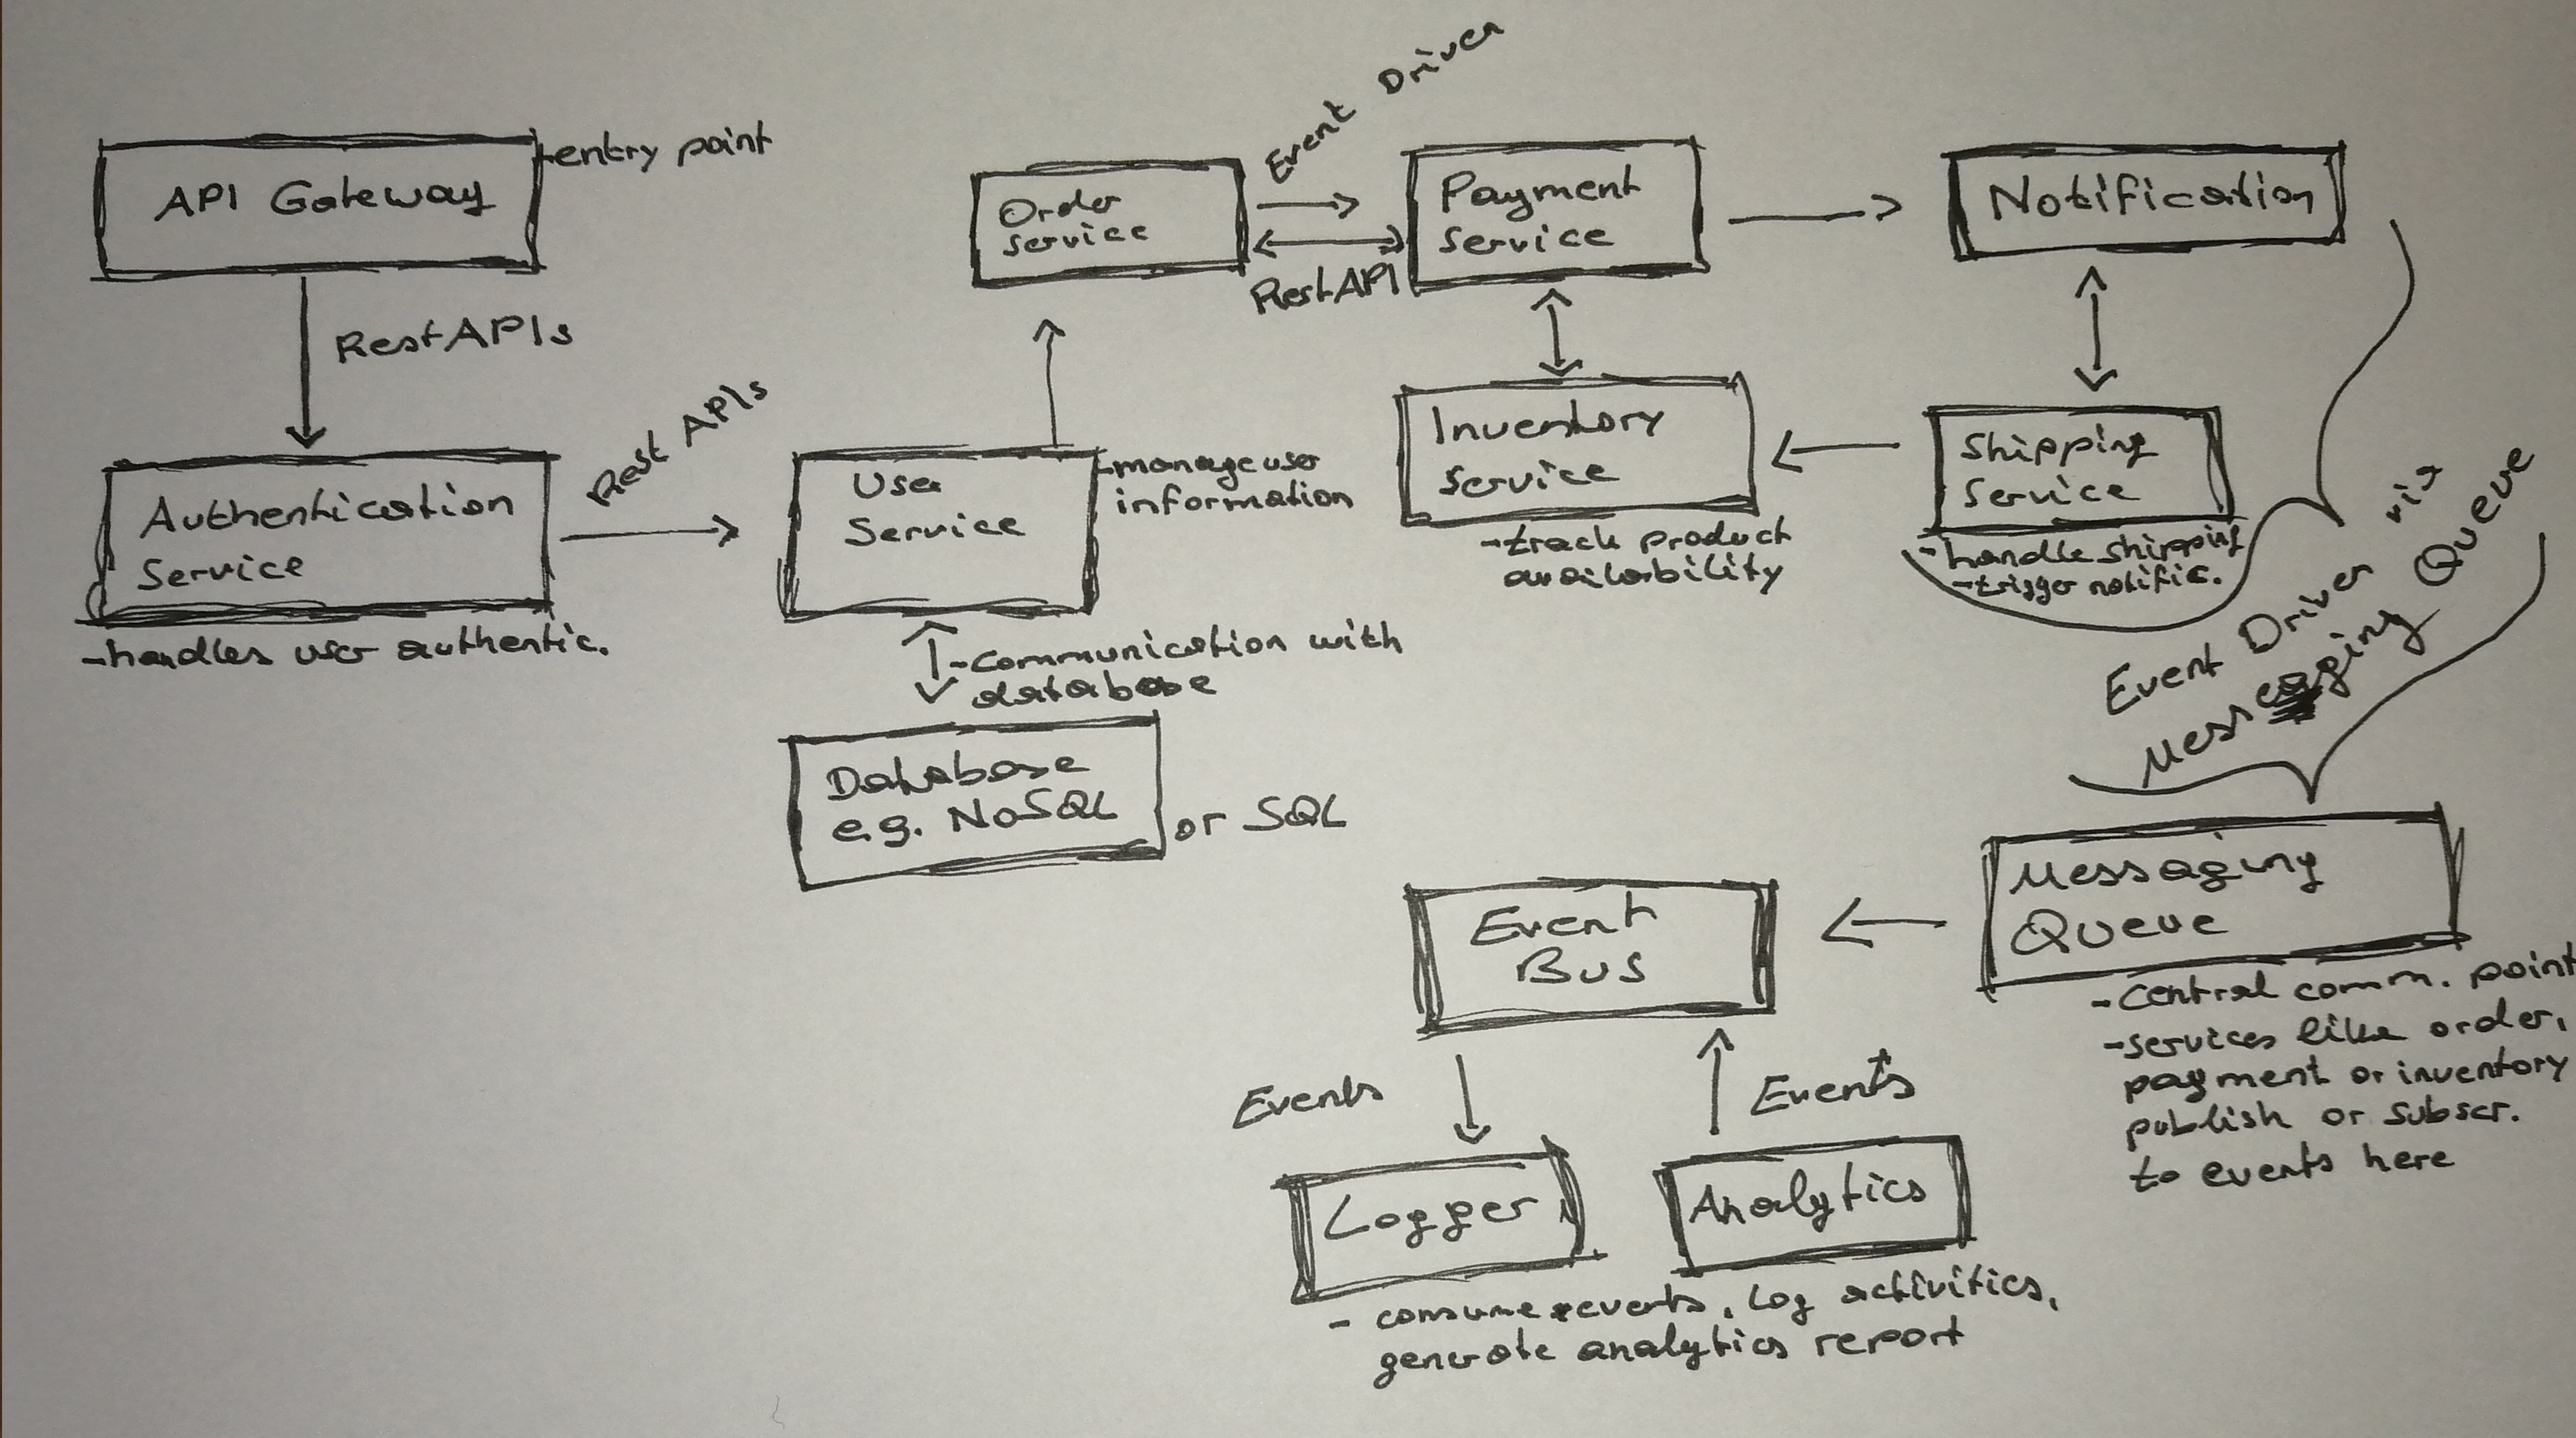 API Gateway
-entry point
RestAPIs
Authentication
Service
-handles user authentic.
Rest APIs
User
Service
-manage user
information
-Communication with
database
Database
e.g. NoSQL
or SQL
Order
Service
Event Driven
RestAPI
Payment
Service
Notification
Inventory
Service
-track product
availability
Shipping
Service
-handle shipping
-trigger notific.
Event Driven via
Messaging Queue
Messaging
Queue
-Central comm. point
-services like order,
payment or inventory
publish or subscr.
to events here
Event
Bus
Events
Events
Logger
Analytics
- consume events, log activities,
generate analytics report